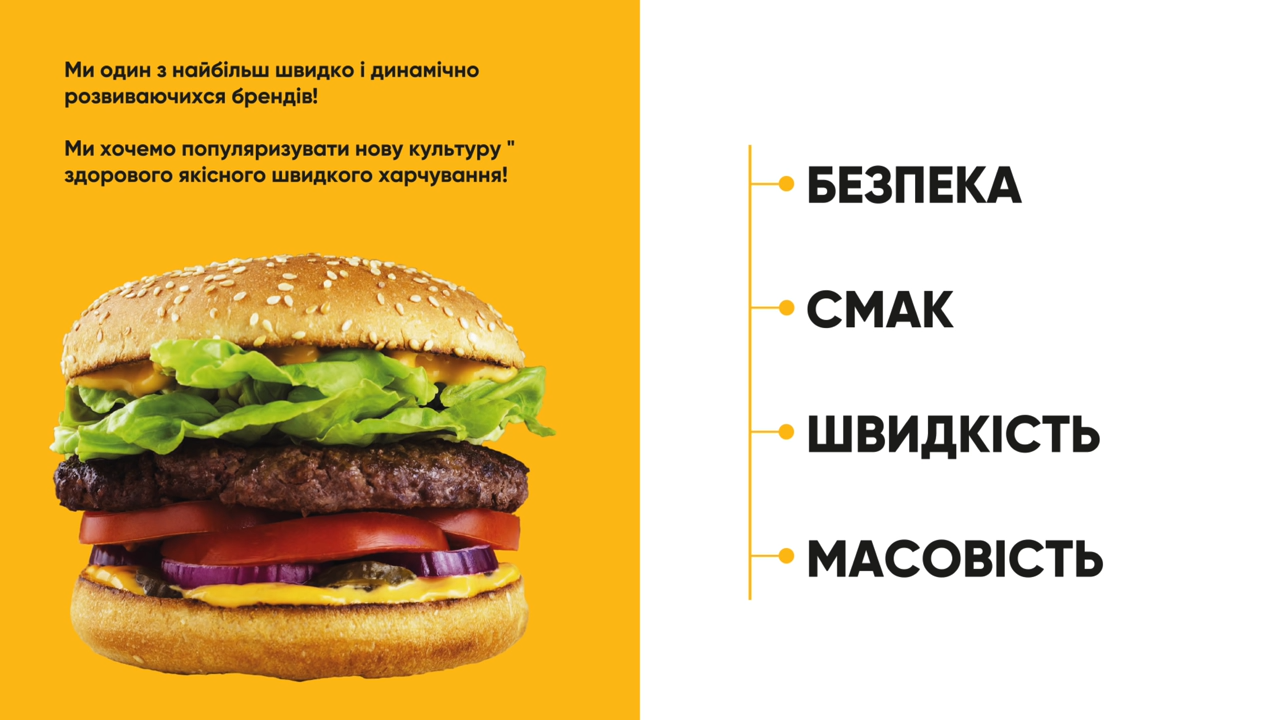 Ми один з найбільш швидко і динамічно
розвиваючихся брендів!
Ми хочемо популяризувати нову культуру "
здорового якісного швидкого харчування!
БЕЗПЕКА
СМАК
ШВИДКІСТЬ
МАСОВІСТЬ